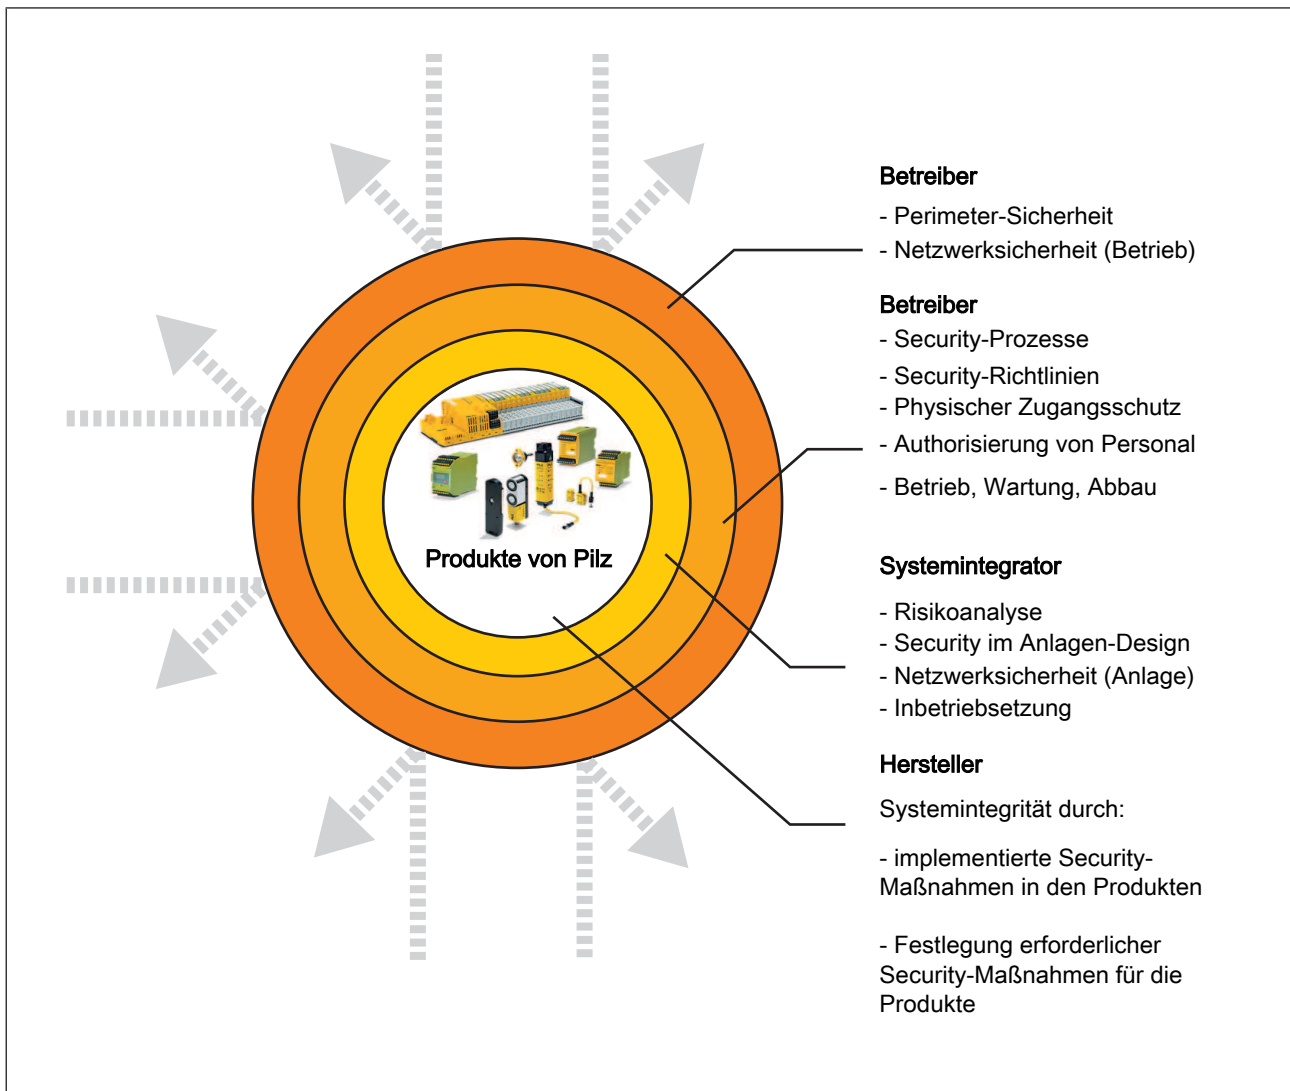 Betreiber
- Perimeter-Sicherheit
- Netzwerksicherheit (Betrieb)
Betreiber
- Security-Prozesse
- Security-Richtlinien
- Physischer Zugangsschutz
- Authorisierung von Personal
- Betrieb, Wartung, Abbau
Produkte von Pilz
Systemintegrator
- Risikoanalyse
- Security im Anlagen-Design
- Netzwerksicherheit (Anlage)
- Inbetriebsetzung
Hersteller
Systemintegrität durch:
- implementierte Security-
Maßnahmen in den Produkten
- Festlegung erforderlicher
Security-Maßnahmen für die
Produkte